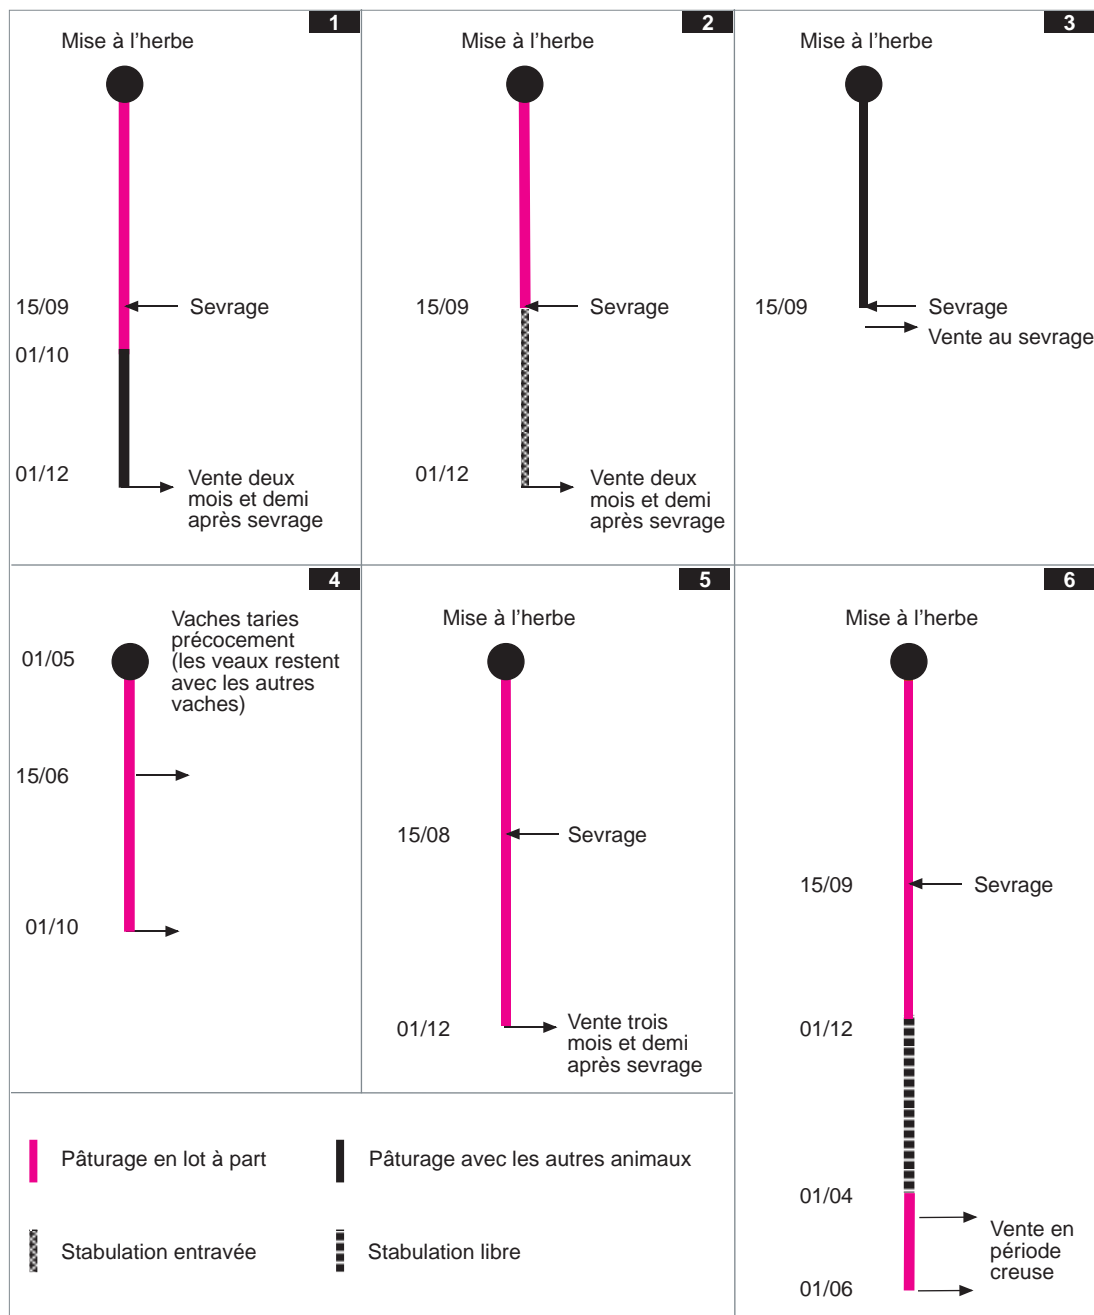 1
Mise à l'herbe
15/09
Sevrage
01/10
01/12
Vente deux
mois et demi
après sevrage
2
Mise à l'herbe
15/09
Sevrage
01/12
Vente deux
mois et demi
après sevrage
3
Mise à l'herbe
15/09
Sevrage
Vente au sevrage
4
Vaches taries
précocement
(les veaux restent
avec les autres
vaches)
01/05
15/06
01/10
5
Mise à l'herbe
15/08
Sevrage
01/12
Vente trois
mois et demi
après sevrage
6
Mise à l'herbe
15/09
Sevrage
01/12
01/04
Vente en
période
creuse
01/06
Pâturage en lot à part
Pâturage avec les autres animaux
Stabulation entravée
Stabulation libre